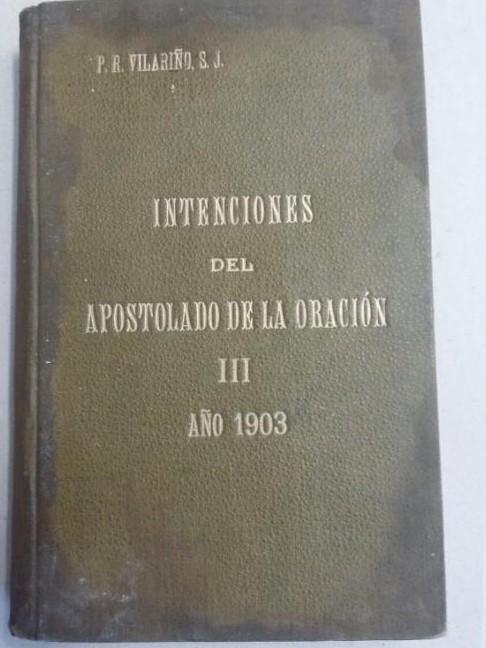 P. R. VILARIÑO, S. J.
INTENCIONES
DEL
APOSTOLADO DE LA ORACIÓN
III
AÑO 1903